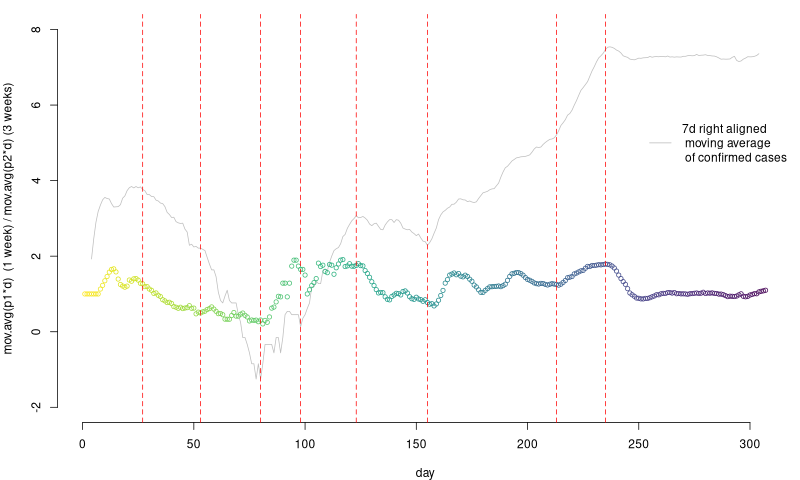 mov.avg(p1*d) (1 week) / mov.avg(p2*d) (3 weeks)
8
6
4
2
0
-2
7d right aligned
moving average
of confirmed cases
0 50 100 150 200 250 300
day